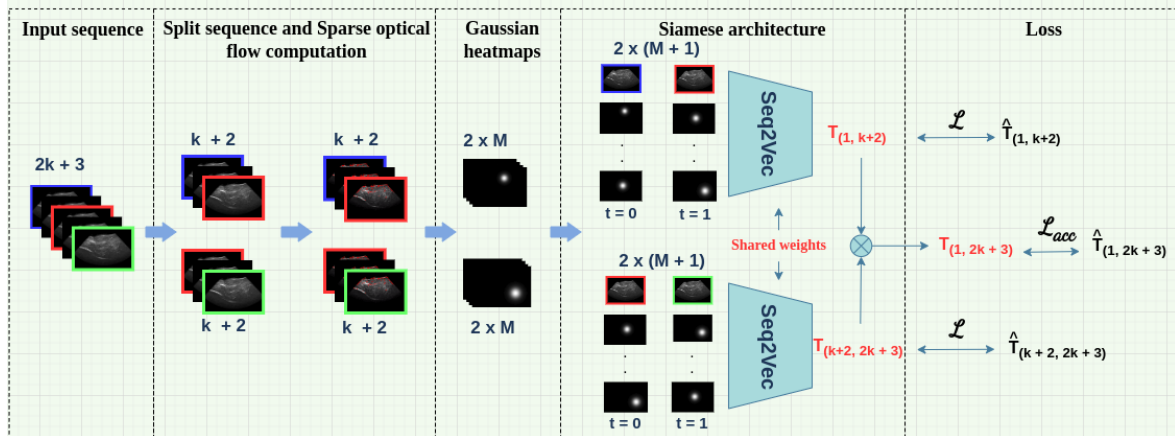 Input sequence
Split sequence and Sparse optical
flow computation
Gaussian
heatmaps
Siamese architecture
Loss
2k + 3
k + 2
k + 2
k + 2
k + 2
2 x M
2 x M
2 x (M + 1)
.
.
.
.
t = 0
t = 1
Seq2Vec
T(1, k+2)
ℒ
T̂(1, k+2)
Shared weights
T(1, 2k + 3)
ℒacc
T̂(1, 2k + 3)
2 x (M + 1)
.
.
.
.
t = 0
t = 1
Seq2Vec
T(k+2, 2k + 3)
ℒ
T̂(k + 2, 2k + 3)